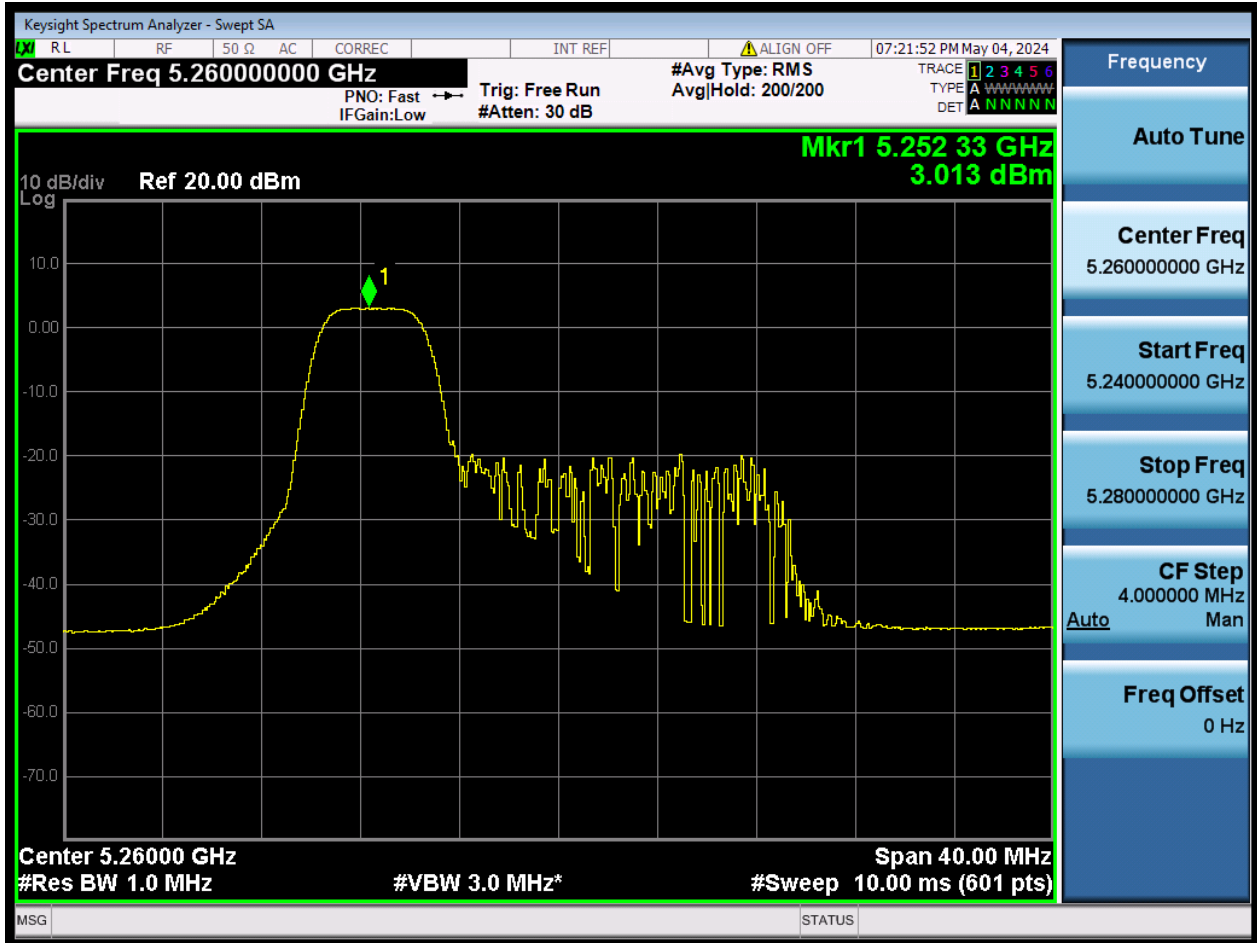 Keysight Spectrum Analyzer - Swept SA
LXI RL RF 50 Ω AC CORREC INT REF ALIGN OFF 07:21:52 PM May 04, 2024
Center Freq 5.260000000 GHz
PNO: Fast
IFGain:Low
Trig: Free Run
#Atten: 30 dB
#Avg Type: RMS
Avg|Hold: 200/200
TRACE 1 2 3 4 5 6
TYPE A WWWWW
DET A N N N N N
Mkr1 5.252 33 GHz
3.013 dBm
10 dB/div Ref 20.00 dBm
Log
1
10.0
0.00
-10.0
-20.0
-30.0
-40.0
-50.0
-60.0
-70.0
Center 5.26000 GHz Span 40.00 MHz
#Res BW 1.0 MHz #VBW 3.0 MHz* #Sweep 10.00 ms (601 pts)
MSG STATUS
Frequency
Auto Tune
Center Freq
5.260000000 GHz
Start Freq
5.240000000 GHz
Stop Freq
5.280000000 GHz
CF Step
4.000000 MHz
Auto Man
Freq Offset
0 Hz